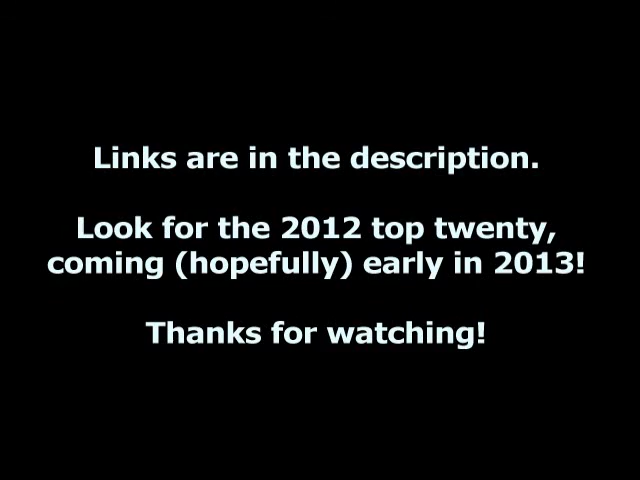 Links are in the description.
Look for the 2012 top twenty,
coming (hopefully) early in 2013!
Thanks for watching!